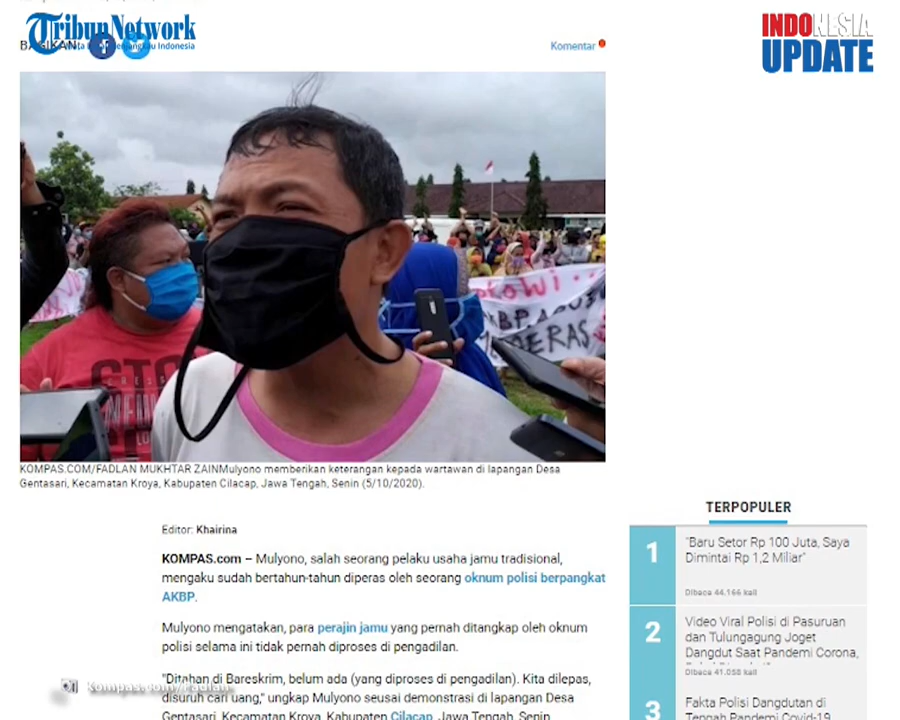 TribunNetwork
BAGIKAN
Komentar
INDONESIA
UPDATE
KOMPAS.COM/FADLAN MUKHTAR ZAINMulyono memberikan keterangan kepada wartawan di lapangan Desa
Gentasari, Kecamatan Kroya, Kabupaten Cilacap, Jawa Tengah, Senin (5/10/2020).
Editor: Khairina
KOMPAS.com – Mulyono, salah seorang pelaku usaha jamu tradisional,
mengaku sudah bertahun-tahun diperas oleh seorang oknum polisi berpangkat
AKBP.
Mulyono mengatakan, para perajin jamu yang pernah ditangkap oleh oknum
polisi selama ini tidak pernah diproses di pengadilan.
"Ditahan di Bareskrim, belum ada (yang diproses di pengadilan). Kita dilepas,
disuruh cari uang," ungkap Mulyono seusai demonstrasi di lapangan Desa
Gentasari, Kecamatan Kroya, Kabupaten Cilacap, Jawa Tengah, Senin
Kompas.com/Fadlan
TERPOPULER
1
"Baru Setor Rp 100 Juta, Saya
Dimintai Rp 1,2 Miliar"
Dibaca 44.166 kali
2
Video Viral Polisi di Pasuruan
dan Tulungagung Joget
Dangdut Saat Pandemi Corona,
Dibaca 41.058 kali
3
Fakta Polisi Dangdutan di
Tengah Pandemi Covid-19